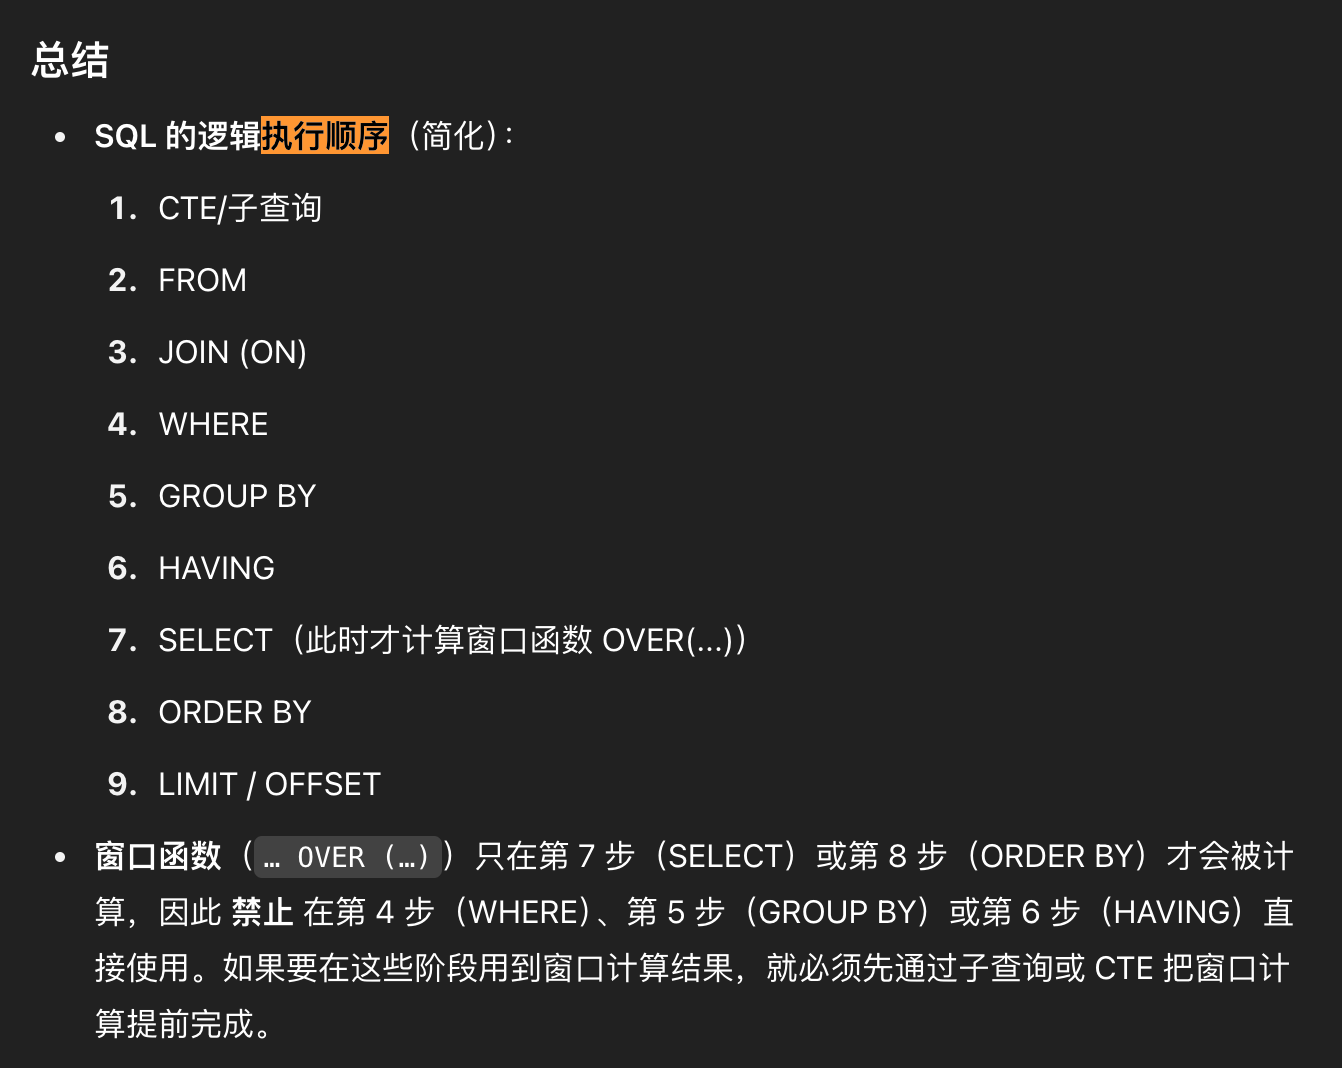 总结
• SQL 的逻辑执行顺序（简化）：
1. CTE/子查询
2. FROM
3. JOIN (ON)
4. WHERE
5. GROUP BY
6. HAVING
7. SELECT（此时才计算窗口函数 OVER(...)）
8. ORDER BY
9. LIMIT / OFFSET
• 窗口函数（… OVER (…)）只在第 7 步（SELECT）或第 8 步（ORDER BY）才会被计
算，因此 禁止 在第 4 步（WHERE）、第 5 步（GROUP BY）或第 6 步（HAVING）直
接使用。如果要在这些阶段用到窗口计算结果，就必须先通过子查询或 CTE 把窗口计
算提前完成。